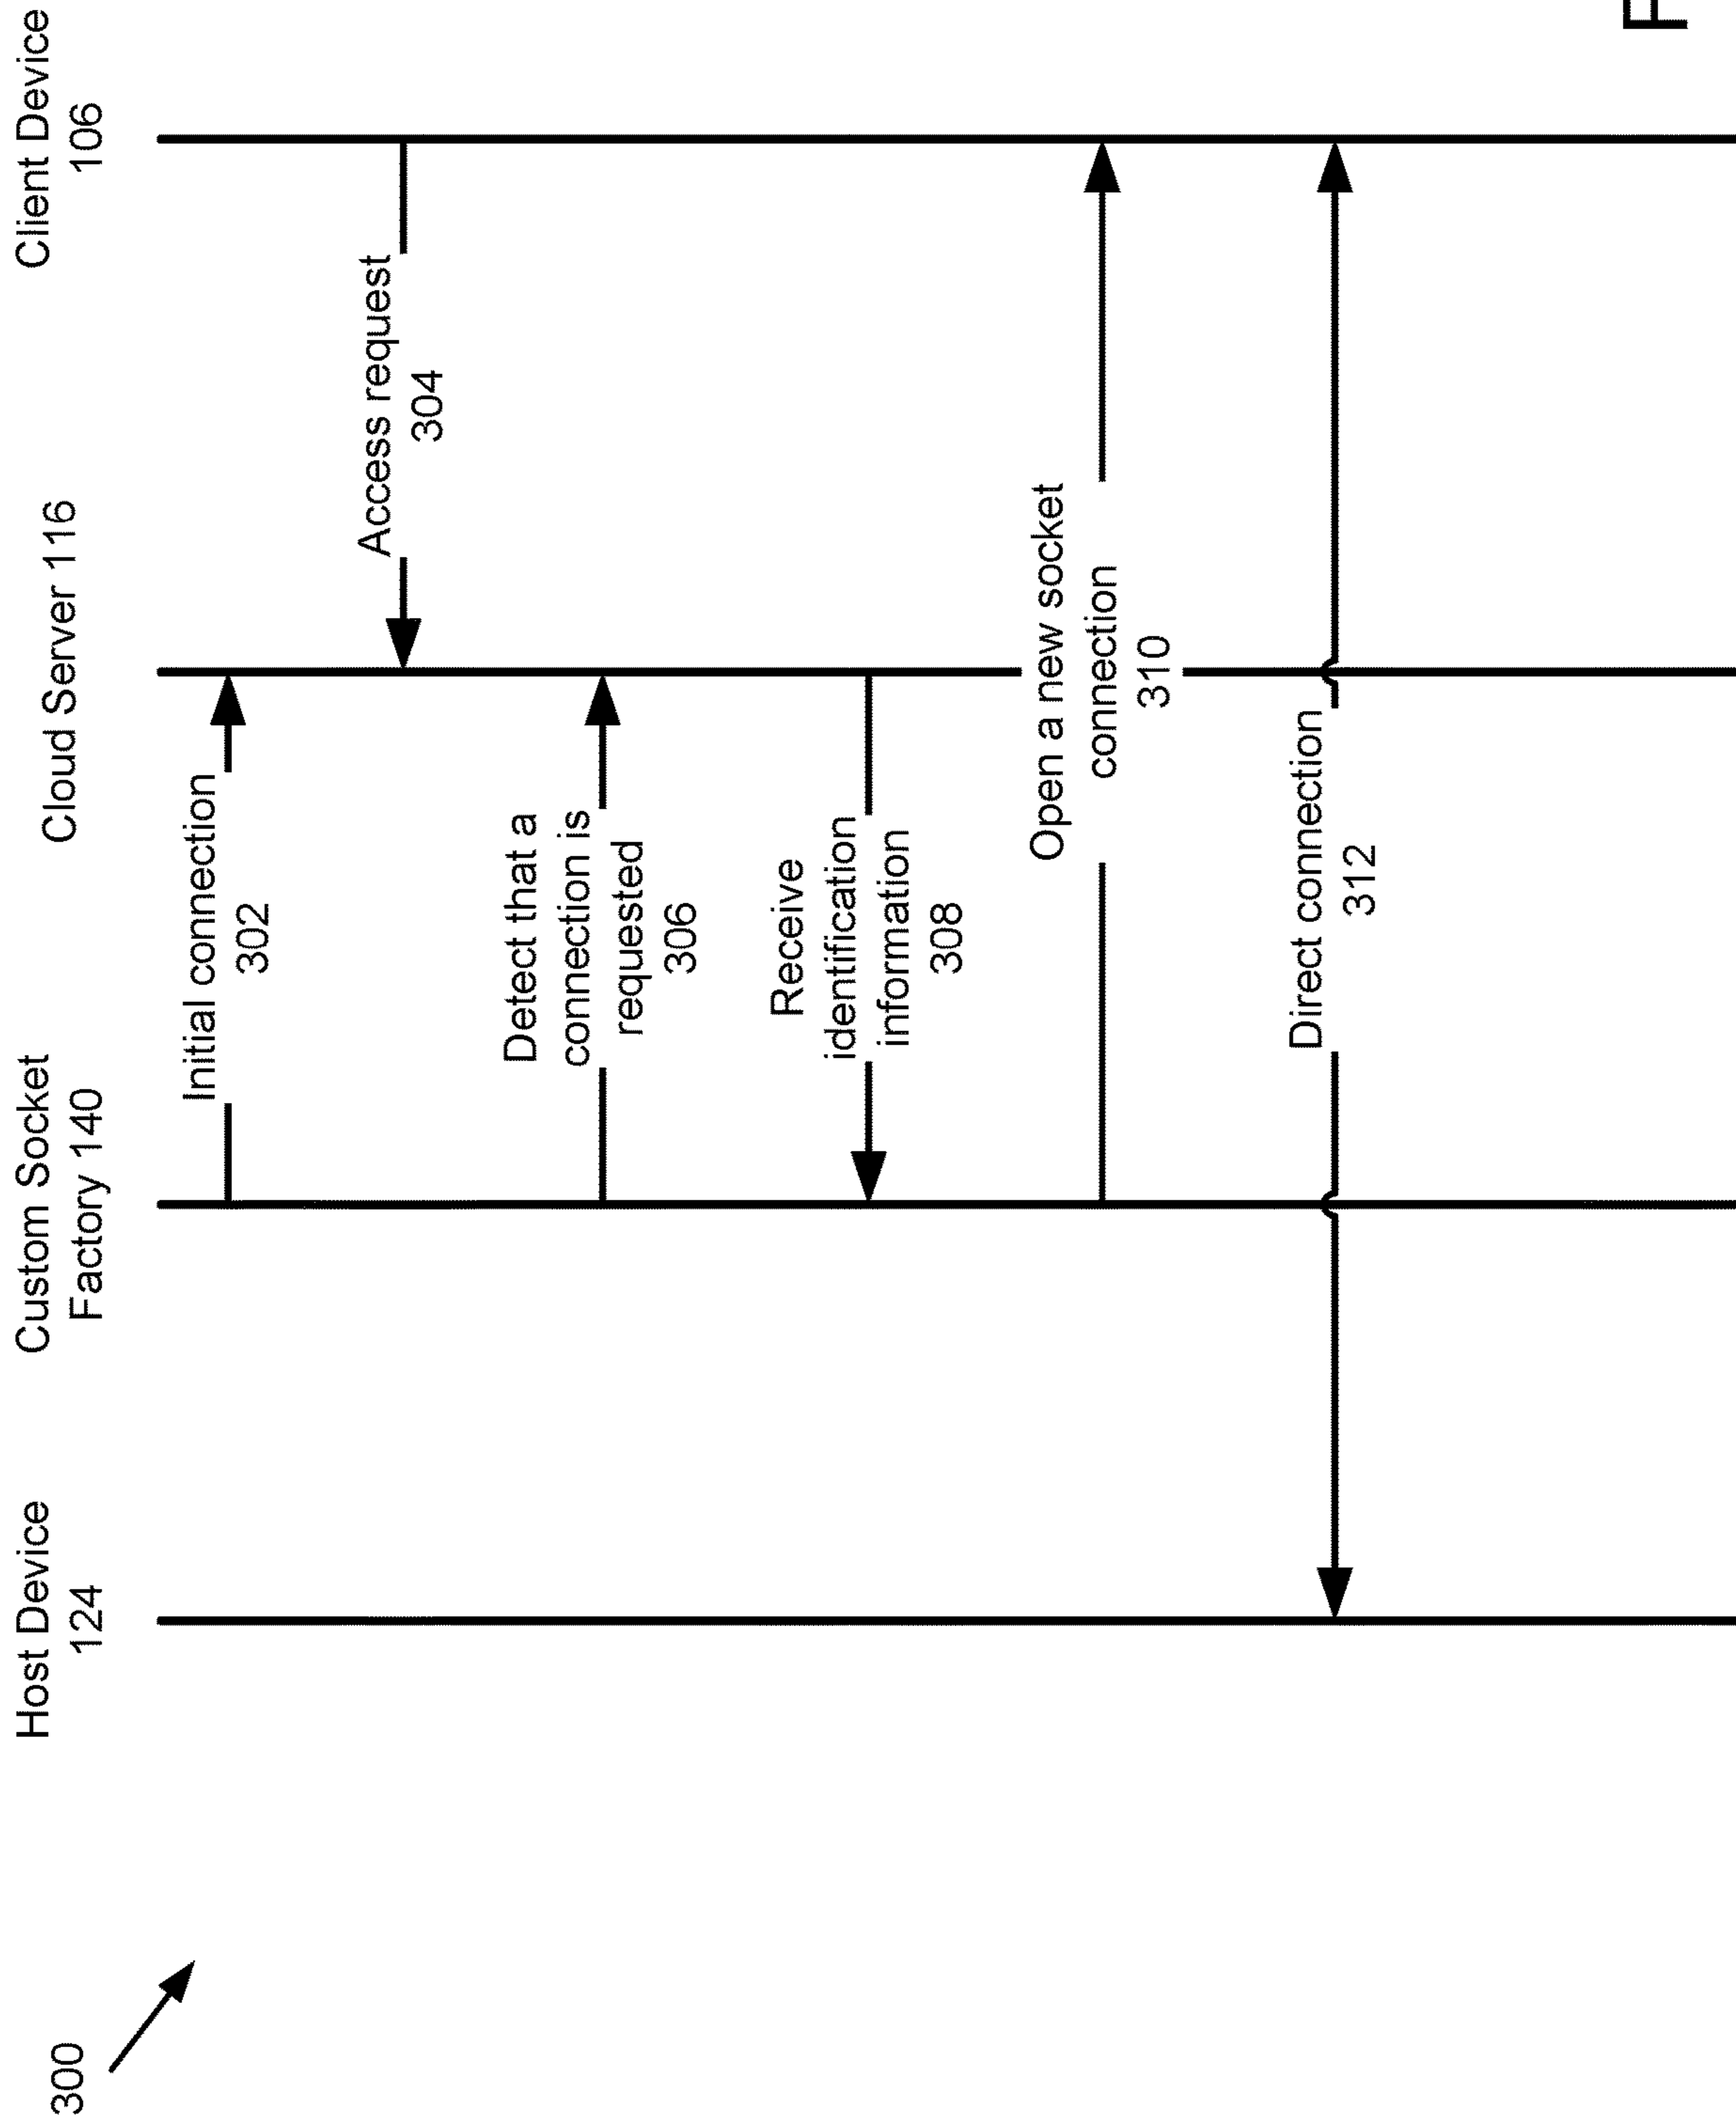 300
Host Device
124
Custom Socket
Factory 140
Cloud Server 116
Client Device
106
Initial connection
302
Access request
304
Detect that a
connection is
requested
306
Receive
identification
information
308
Open a new socket
connection
310
Direct connection
312
F